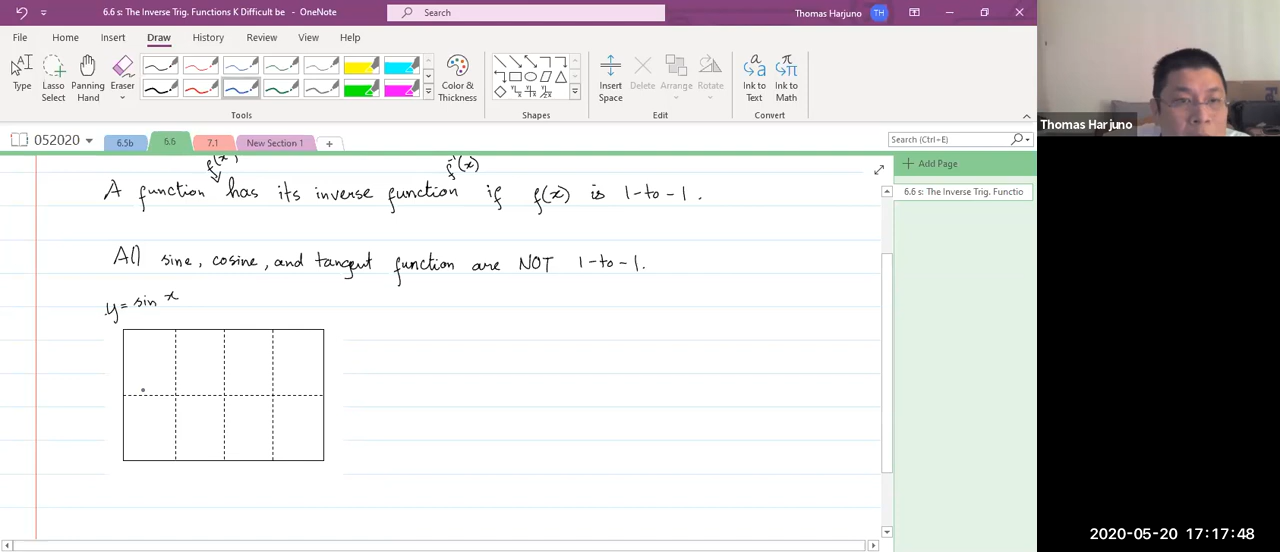 6.6 s: The Inverse Trig. Functions K Difficult be - OneNote
Search
Thomas Harjuno TH
File Home Insert Draw History Review View Help
Type
Lasso Select
Panning Hand
Eraser
Color & Thickness
Insert Space
Delete
Arrange
Rotate
Ink to Text
Ink to Math
Tools
Shapes
Edit
Convert
Thomas Harjuno
052020
6.5b
6.6
7.1
New Section 1
Search (Ctrl+E)
Add Page
6.6 s: The Inverse Trig. Functio
f(x) f⁻¹(x)
A function has its inverse function if f(x) is 1-to-1.
All sine, cosine, and tangent function are NOT 1-to-1.
y = sin x
2020-05-20 17:17:48